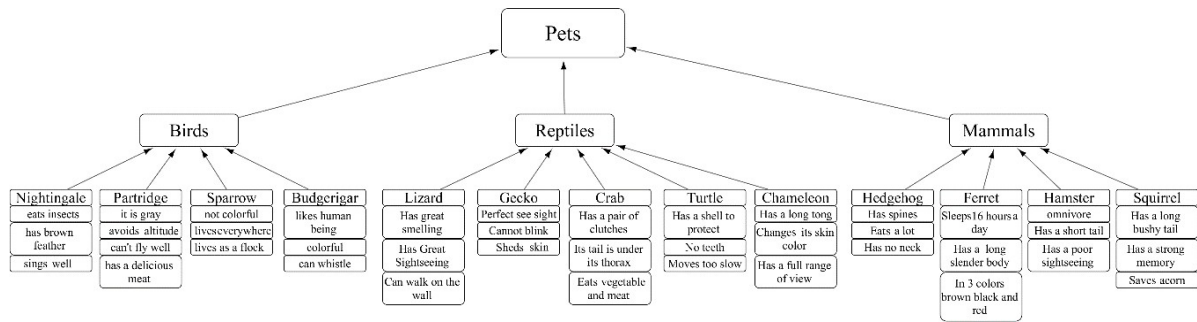 Pets
Birds
Reptiles
Mammals
Nightingale
eats insects
has brown
feather
sings well
Partridge
it is gray
avoids altitude
can't fly well
has a delicious
meat
Sparrow
not colorful
liveseverywhere
lives as a flock
Budgerigar
likes human
being
colorful
can whistle
Lizard
Has great
smelling
Has Great
Sightseeing
Can walk on the
wall
Gecko
Perfect see sight
Cannot blink
Sheds skin
Crab
Has a pair of
clutches
Its tail is under
its thorax
Eats vegetable
and meat
Turtle
Has a shell to
protect
No teeth
Moves too slow
Chameleon
Has a long tong
Changes its skin
color
Has a full range
of view
Hedgehog
Has spines
Eats a lot
Has no neck
Ferret
Sleeps16 hours a
day
Has a long
slender body
In 3 colors
brown black and
red
Hamster
omnivore
Has a short tail
Has a poor
sightseeing
Squirrel
Has a long
bushy tail
Has a strong
memory
Saves acorn